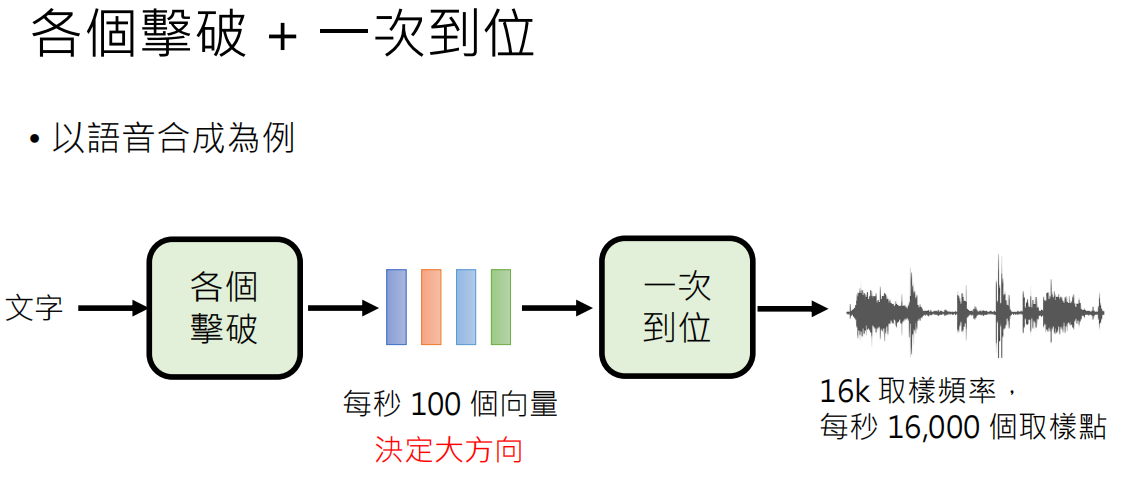 各個擊破 + 一次到位
• 以語音合成為例
文字
各個
擊破
每秒 100 個向量
決定大方向
一次
到位
16k 取樣頻率，
每秒 16,000 個取樣點